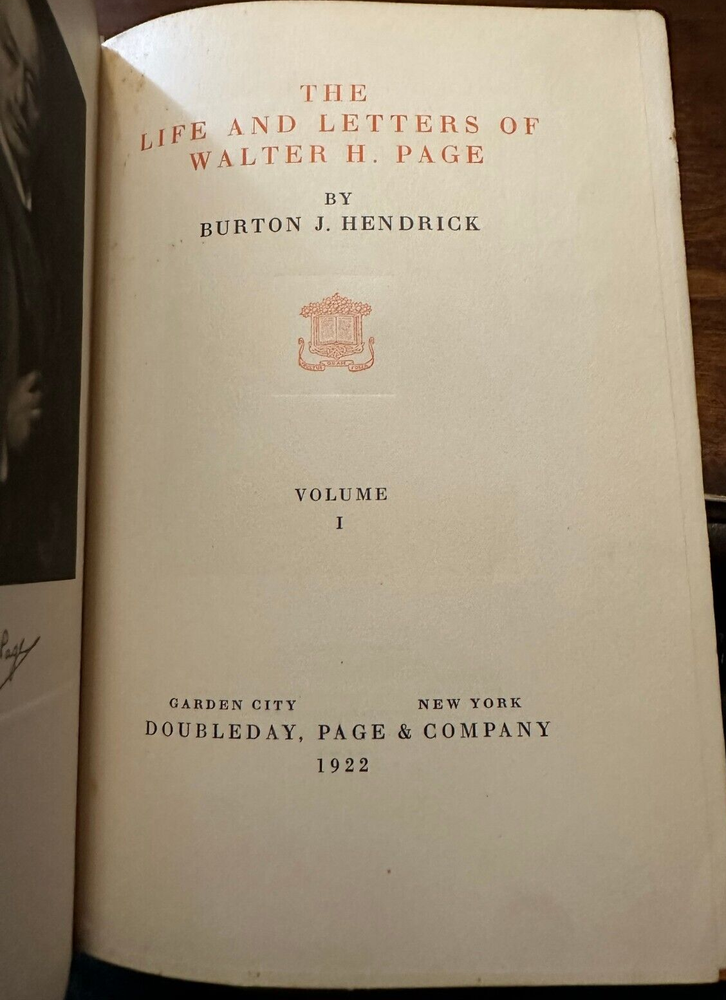 THE
LIFE AND LETTERS OF
WALTER H. PAGE
BY
BURTON J. HENDRICK
VOLUME
I
GARDEN CITY NEW YORK
DOUBLEDAY, PAGE & COMPANY
1922
Page